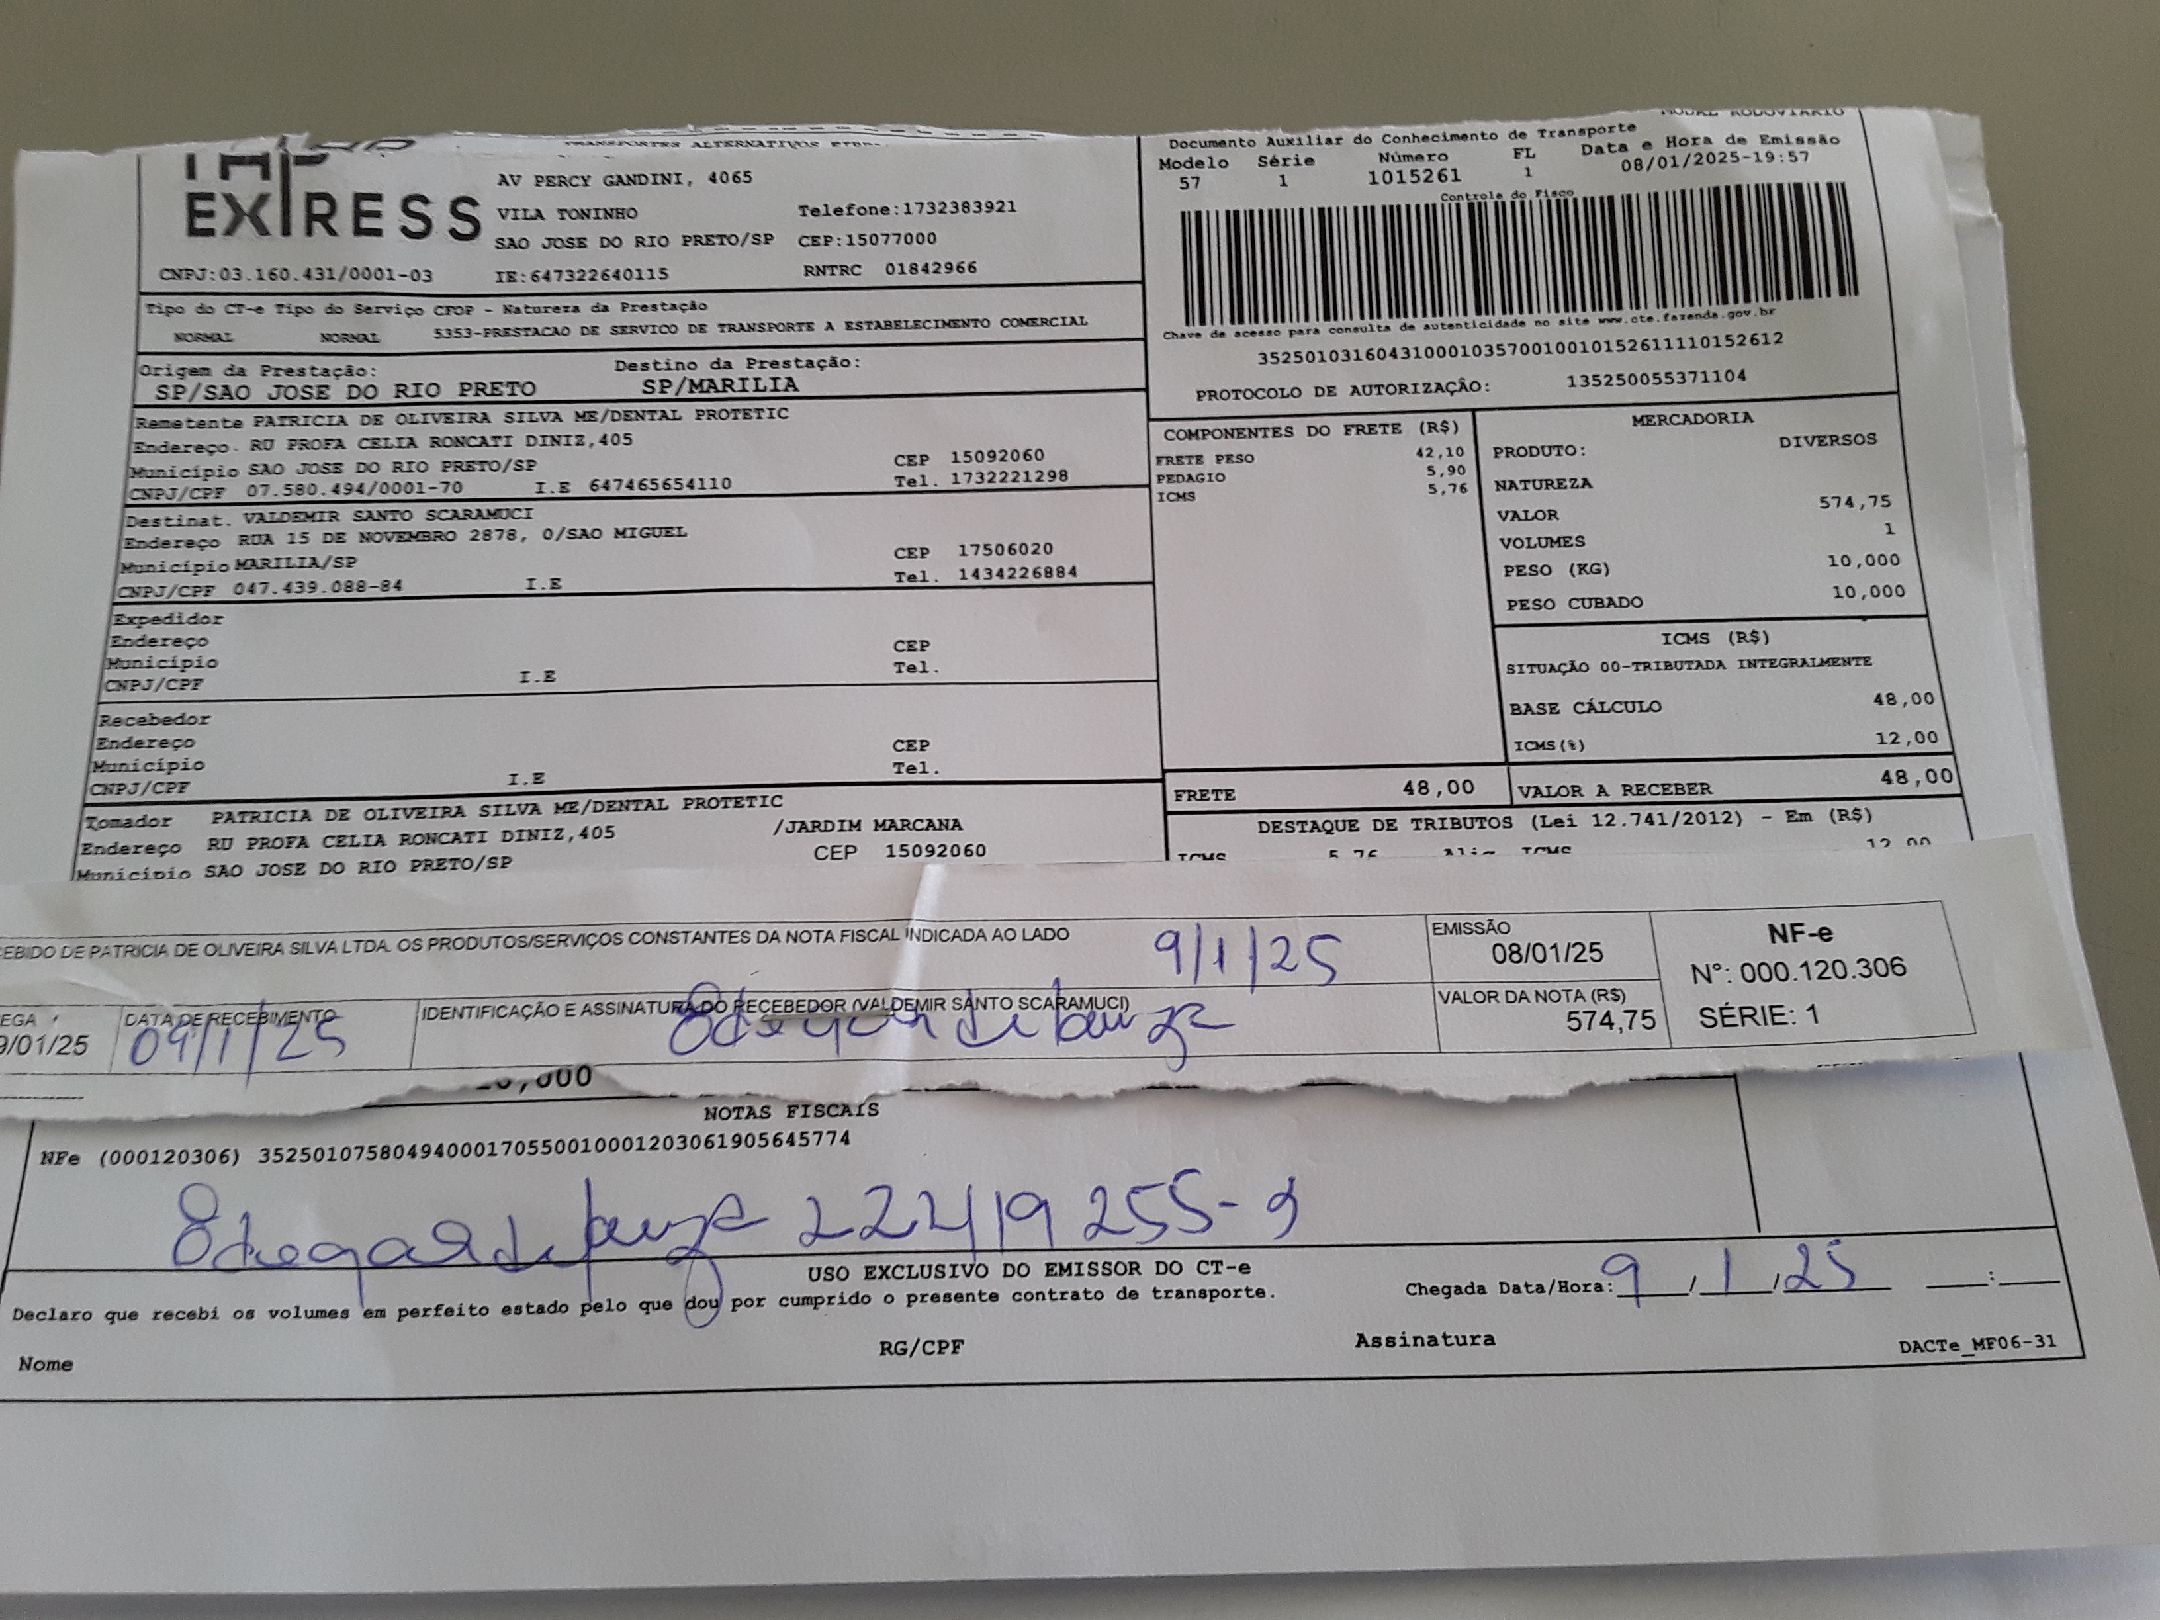 MODAL RODOVIÁRIO
TRANSPORTES ALTERNATIVOS
EXPRESS
AV PERCY GANDINI, 4065
VILA TONINHO Telefone:1732383921
SAO JOSE DO RIO PRETO/SP CEP:15077000
CNPJ:03.160.431/0001-03 IE:647322640115 RNTRC 01842966
Documento Auxiliar do Conhecimento de Transporte
Modelo Série Número FL Data e Hora de Emissão
57 1 1015261 1 08/01/2025-19:57
Controle do Fisco
Chave de acesso para consulta de autenticidade no site www.cte.fazenda.gov.br
35250103160431000103570010010152611110152612
PROTOCOLO DE AUTORIZAÇÂO: 135250055371104
Tipo do CT-e Tipo do Serviço CFOP - Natureza da Prestação
NORMAL NORMAL 5353-PRESTACAO DE SERVICO DE TRANSPORTE A ESTABELECIMENTO COMERCIAL
Origem da Prestação: Destino da Prestação:
SP/SAO JOSE DO RIO PRETO SP/MARILIA
Remetente PATRICIA DE OLIVEIRA SILVA ME/DENTAL PROTETIC
Endereço. RU PROFA CELIA RONCATI DINIZ,405
Município SAO JOSE DO RIO PRETO/SP CEP 15092060
CNPJ/CPF 07.580.494/0001-70 I.E 647465654110 Tel. 1732221298
Destinat. VALDEMIR SANTO SCARAMUCI
Endereço RUA 15 DE NOVEMBRO 2878, 0/SAO MIGUEL
Município MARILIA/SP CEP 17506020
CNPJ/CPF 047.439.088-84 I.E Tel. 1434226884
Expedidor
Endereço CEP
Município Tel.
CNPJ/CPF I.E
Recebedor
Endereço CEP
Município Tel.
CNPJ/CPF I.E
Tomador PATRICIA DE OLIVEIRA SILVA ME/DENTAL PROTETIC
Endereço RU PROFA CELIA RONCATI DINIZ,405 /JARDIM MARCANA
Município SAO JOSE DO RIO PRETO/SP CEP 15092060
COMPONENTES DO FRETE (R$)
FRETE PESO 42,10
PEDAGIO 5,90
ICMS 5,76
MERCADORIA
PRODUTO: DIVERSOS
NATUREZA
VALOR 574,75
VOLUMES 1
PESO (KG) 10,000
PESO CUBADO 10,000
ICMS (R$)
SITUAÇÃO 00-TRIBUTADA INTEGRALMENTE
BASE CÁLCULO 48,00
ICMS(%) 12,00
FRETE 48,00 VALOR A RECEBER 48,00
DESTAQUE DE TRIBUTOS (Lei 12.741/2012) - Em (R$)
ICMS 5,76 Aliq ICMS 12,00
EBIDO DE PATRICIA DE OLIVEIRA SILVA LTDA. OS PRODUTOS/SERVIÇOS CONSTANTES DA NOTA FISCAL INDICADA AO LADO
9/1/25
EMISSÃO
08/01/25
NF-e
Nº: 000.120.306
SÉRIE: 1
EGA
9/01/25
DATA DE RECEBIMENTO
09/1/25
IDENTIFICAÇÃO E ASSINATURA DO RECEBEDOR (VALDEMIR SANTO SCARAMUCI)
VALOR DA NOTA (R$)
574,75
NOTAS FISCAIS
NFe (000120306) 35250107580494000170550010001203061905645774
22419255-9
USO EXCLUSIVO DO EMISSOR DO CT-e
Declaro que recebi os volumes em perfeito estado pelo que dou por cumprido o presente contrato de transporte.
Chegada Data/Hora: 9/1/25 __:__
Nome RG/CPF Assinatura DACTe_MF06-31